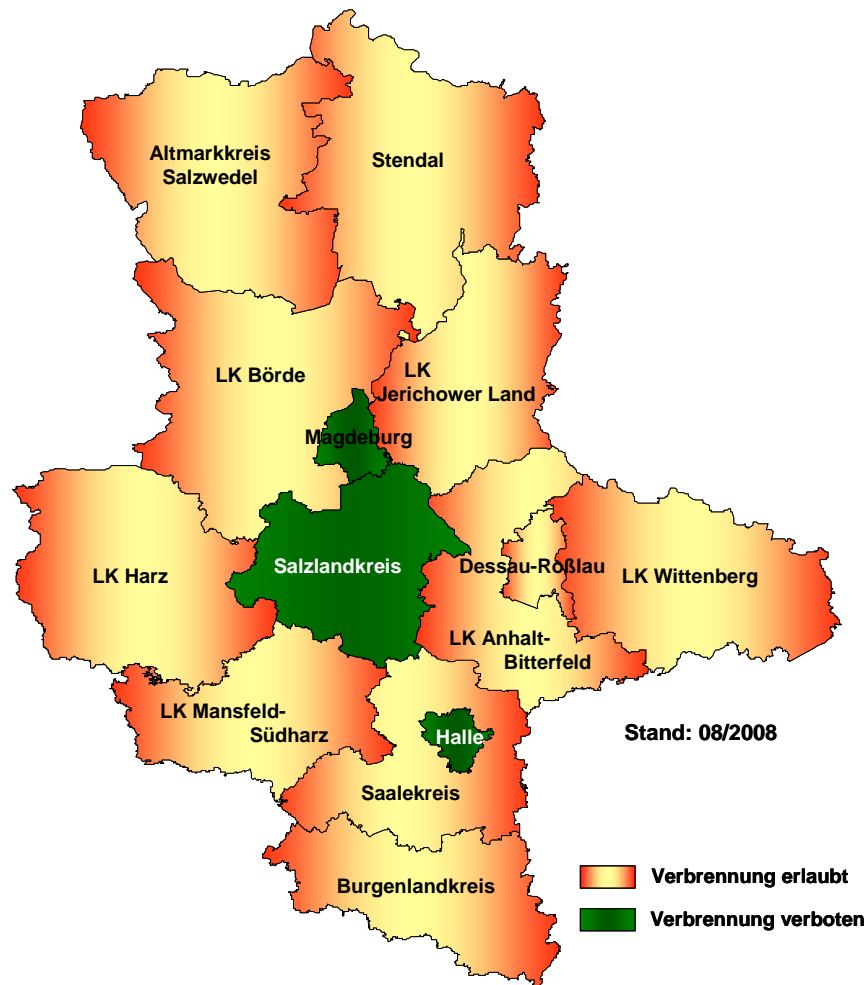 Altmarkkreis
Salzwedel
Stendal
LK Börde
LK
Jerichower Land
Magdeburg
LK Harz
Salzlandkreis
Dessau-Roßlau
LK Wittenberg
LK Anhalt-
Bitterfeld
LK Mansfeld-
Südharz
Halle
Stand: 08/2008
Saalekreis
Burgenlandkreis
Verbrennung erlaubt
Verbrennung verboten